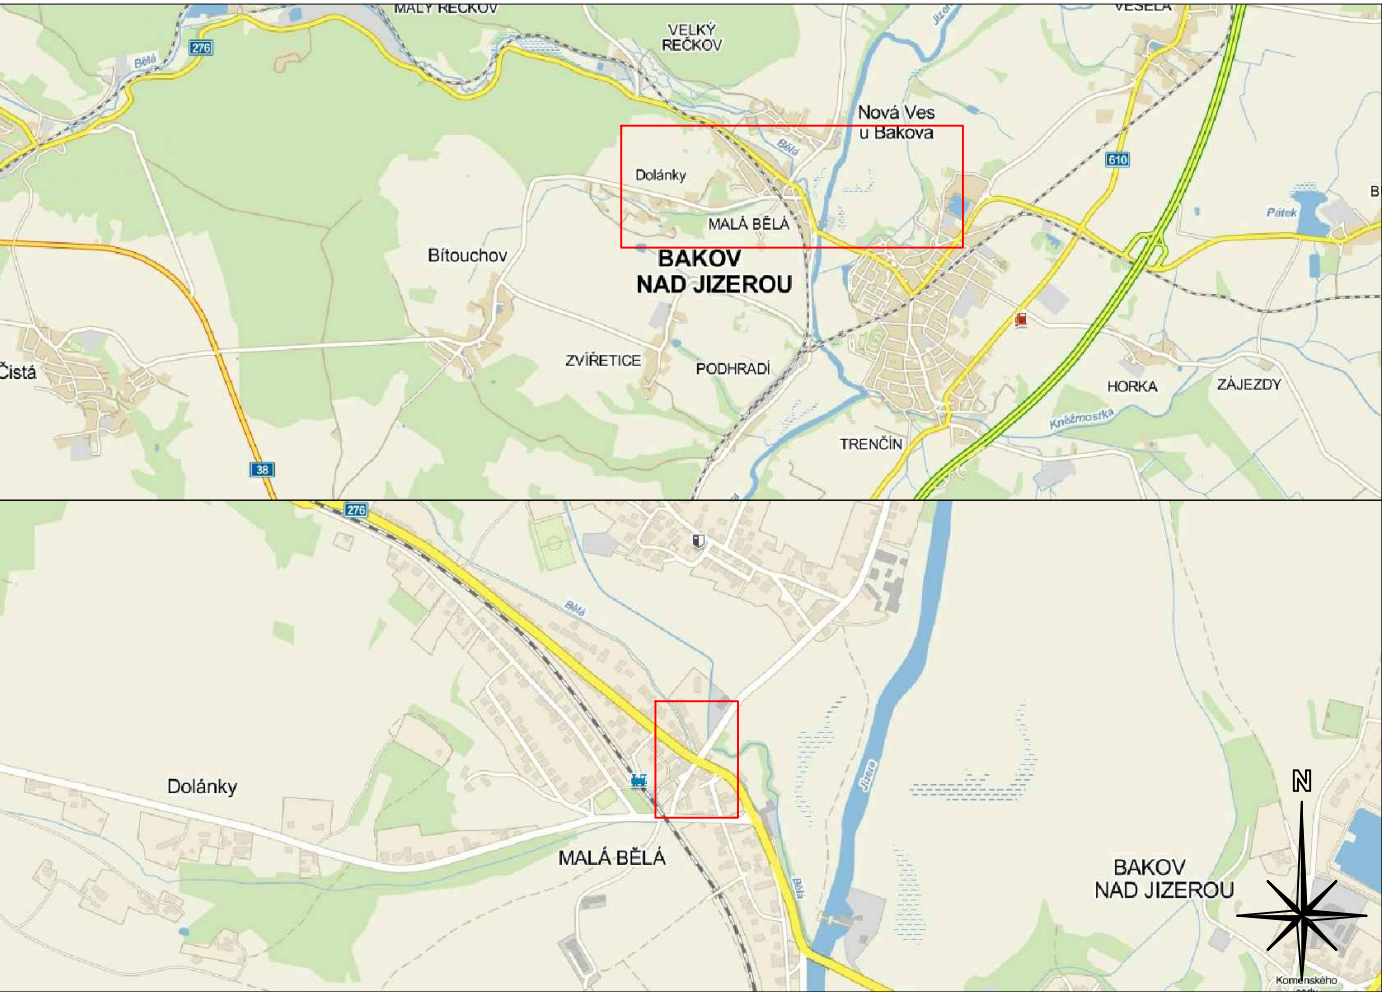 MALÝ REČKOV
VESELÁ
276
Jizera
VELKÝ
REČKOV
Bělá
Nová Ves
u Bakova
Bělá
610
Dolánky
Pátek
MALÁ BĚLÁ
Bítouchov
BAKOV
NAD JIZEROU
Čistá
ZVÍŘETICE
PODHRADÍ
HORKA
ZÁJEZDY
Kněžmostka
TRENČÍN
38
276
Bělá
Jizera
N
Dolánky
MALÁ BĚLÁ
BAKOV
NAD JIZEROU
Bělá
Komenského
sady